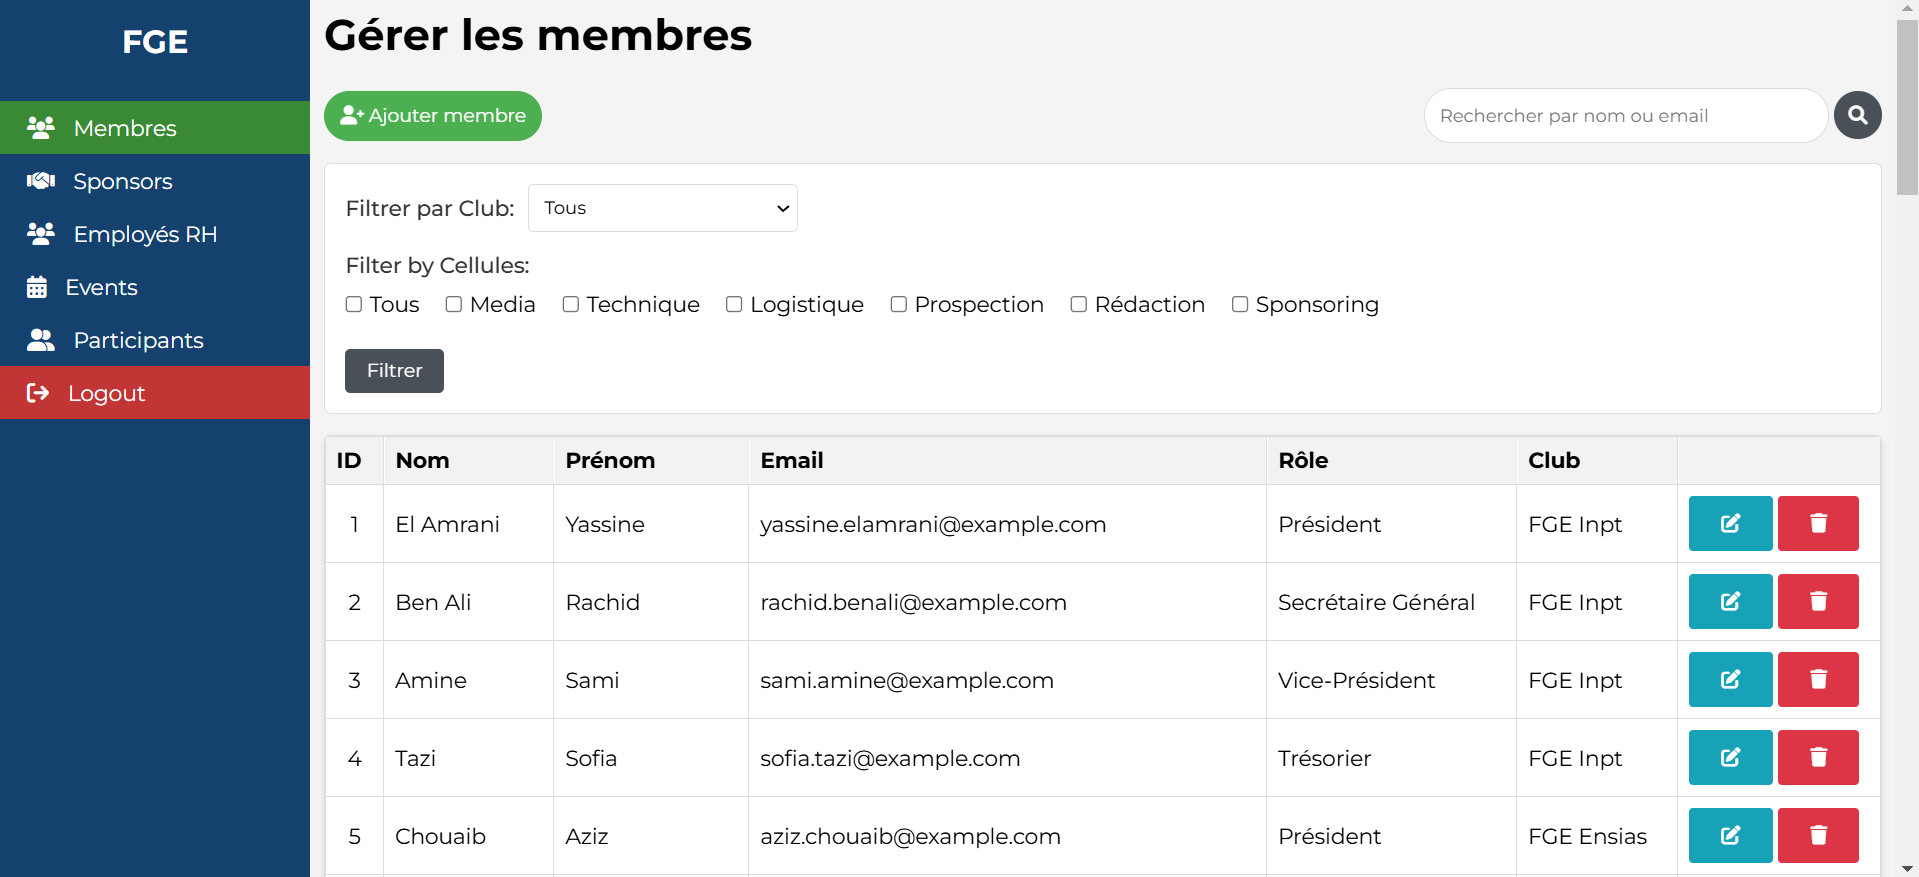 FGE
Membres
Sponsors
Employés RH
Events
Participants
Logout
Gérer les membres
Ajouter membre
Rechercher par nom ou email
Filtrer par Club: Tous
Filter by Cellules:
Tous Media Technique Logistique Prospection Rédaction Sponsoring
Filtrer
ID Nom Prénom Email Rôle Club
1 El Amrani Yassine yassine.elamrani@example.com Président FGE Inpt
2 Ben Ali Rachid rachid.benali@example.com Secrétaire Général FGE Inpt
3 Amine Sami sami.amine@example.com Vice-Président FGE Inpt
4 Tazi Sofia sofia.tazi@example.com Trésorier FGE Inpt
5 Chouaib Aziz aziz.chouaib@example.com Président FGE Ensias